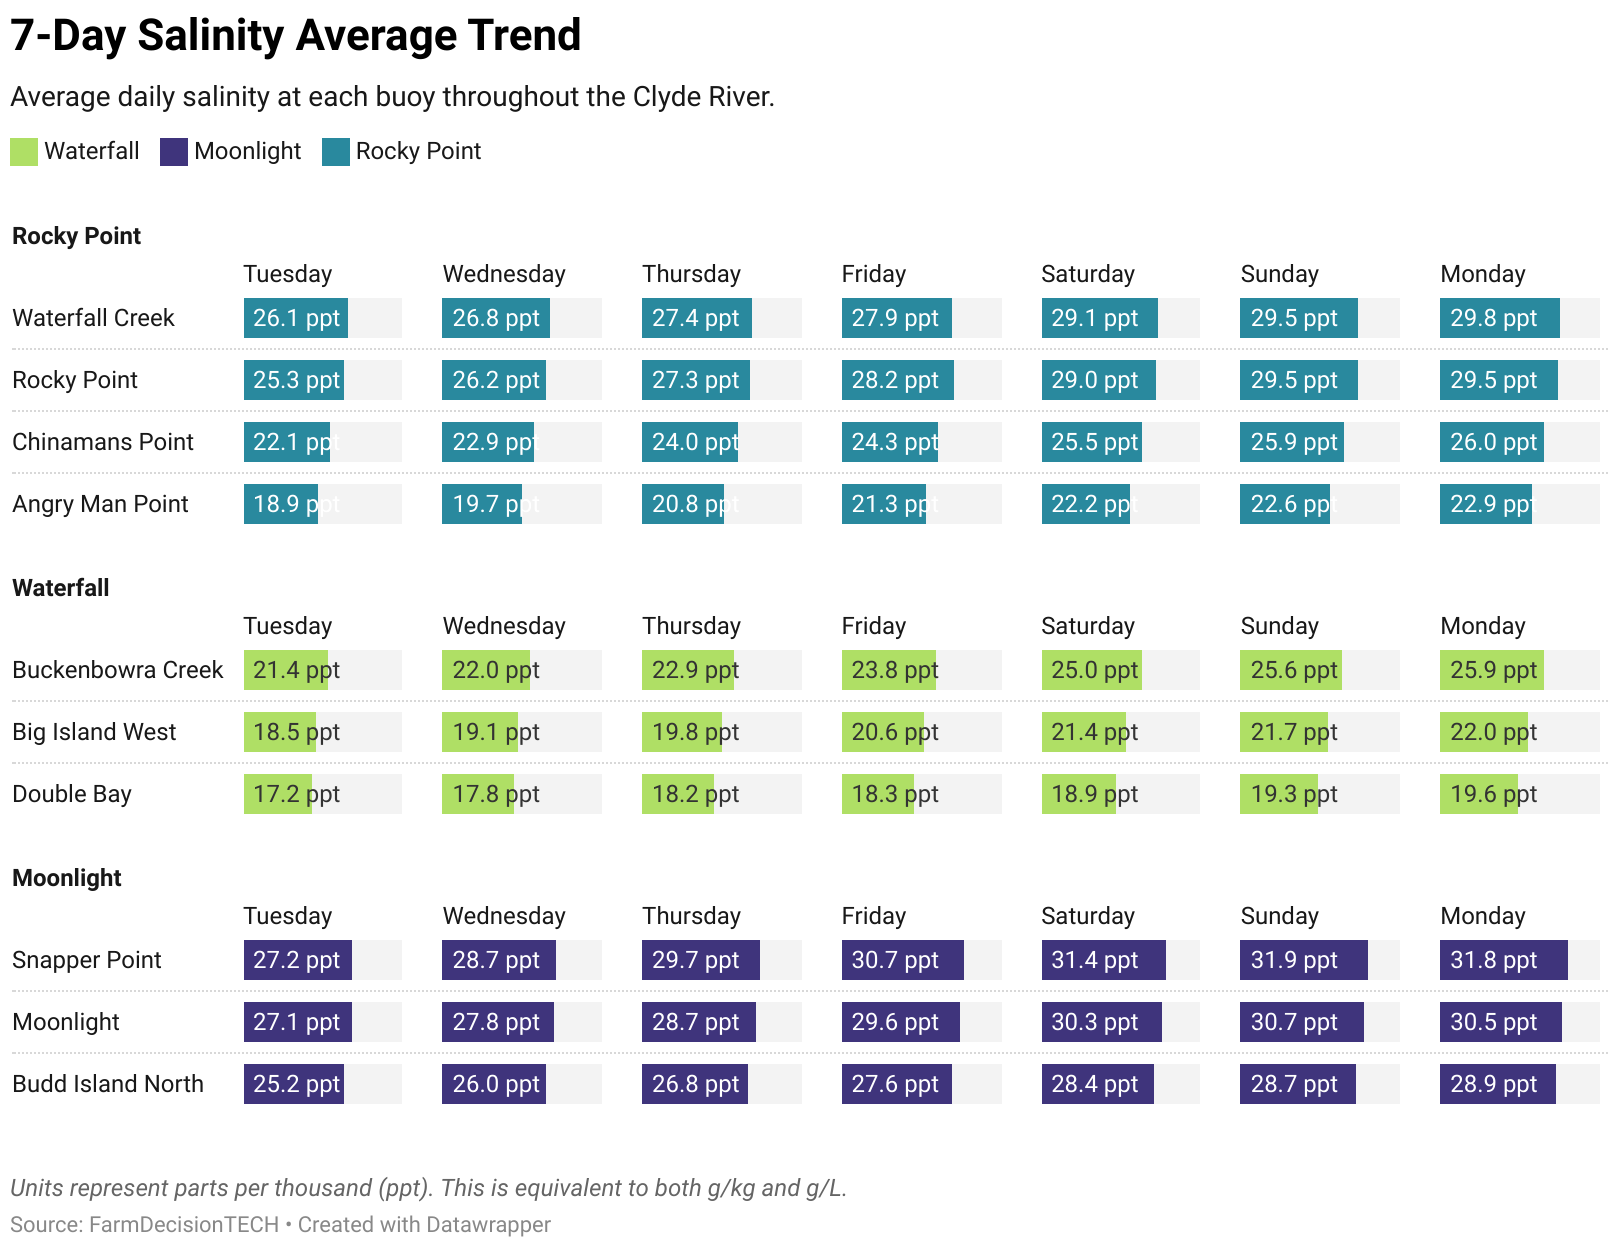 7-Day Salinity Average Trend
Average daily salinity at each buoy throughout the Clyde River.
Waterfall Moonlight Rocky Point
Rocky Point
Tuesday Wednesday Thursday Friday Saturday Sunday Monday
Waterfall Creek 26.1 ppt 26.8 ppt 27.4 ppt 27.9 ppt 29.1 ppt 29.5 ppt 29.8 ppt
Rocky Point 25.3 ppt 26.2 ppt 27.3 ppt 28.2 ppt 29.0 ppt 29.5 ppt 29.5 ppt
Chinamans Point 22.1 ppt 22.9 ppt 24.0 ppt 24.3 ppt 25.5 ppt 25.9 ppt 26.0 ppt
Angry Man Point 18.9 ppt 19.7 ppt 20.8 ppt 21.3 ppt 22.2 ppt 22.6 ppt 22.9 ppt
Waterfall
Tuesday Wednesday Thursday Friday Saturday Sunday Monday
Buckenbowra Creek 21.4 ppt 22.0 ppt 22.9 ppt 23.8 ppt 25.0 ppt 25.6 ppt 25.9 ppt
Big Island West 18.5 ppt 19.1 ppt 19.8 ppt 20.6 ppt 21.4 ppt 21.7 ppt 22.0 ppt
Double Bay 17.2 ppt 17.8 ppt 18.2 ppt 18.3 ppt 18.9 ppt 19.3 ppt 19.6 ppt
Moonlight
Tuesday Wednesday Thursday Friday Saturday Sunday Monday
Snapper Point 27.2 ppt 28.7 ppt 29.7 ppt 30.7 ppt 31.4 ppt 31.9 ppt 31.8 ppt
Moonlight 27.1 ppt 27.8 ppt 28.7 ppt 29.6 ppt 30.3 ppt 30.7 ppt 30.5 ppt
Budd Island North 25.2 ppt 26.0 ppt 26.8 ppt 27.6 ppt 28.4 ppt 28.7 ppt 28.9 ppt
Units represent parts per thousand (ppt). This is equivalent to both g/kg and g/L.
Source: FarmDecisionTECH • Created with Datawrapper